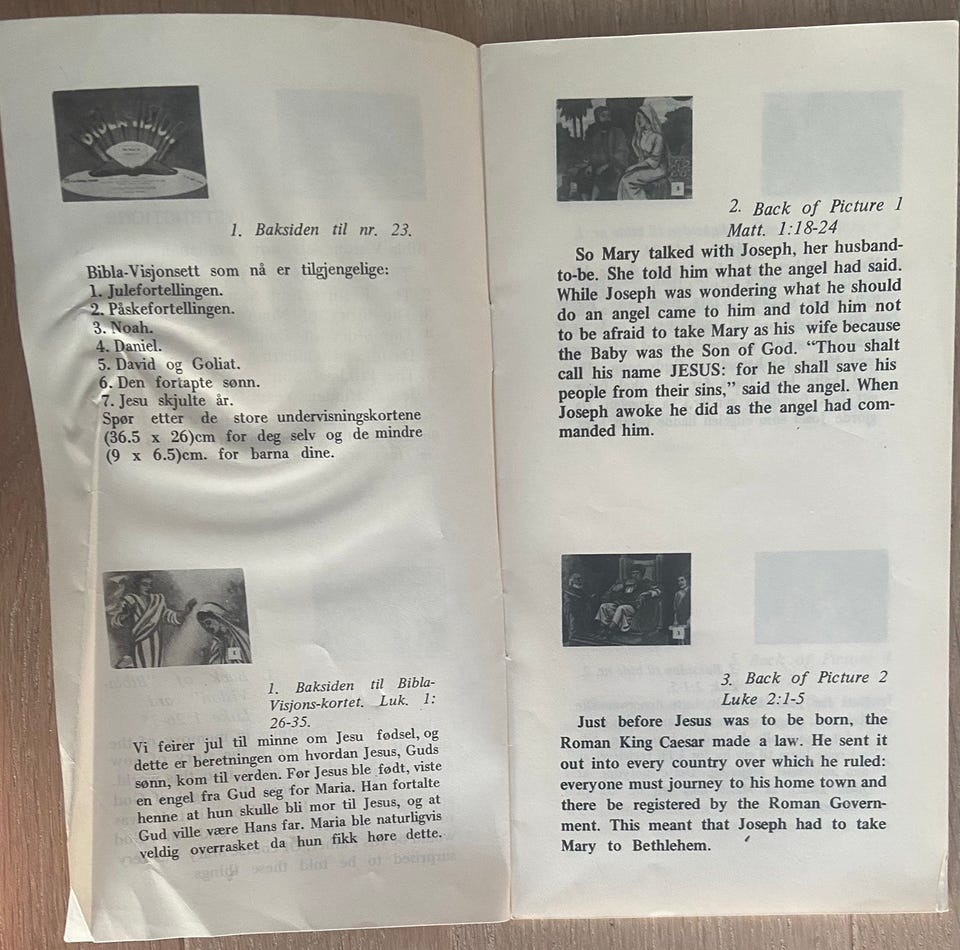 BIBLA-VISION
1. Baksiden til nr. 23.
Bibla-Visjonsett som nå er tilgjengelige:
1. Julefortellingen.
2. Påskefortellingen.
3. Noah.
4. Daniel.
5. David og Goliat.
6. Den fortapte sønn.
7. Jesu skjulte år.
Spør etter de store undervisningskortene
(36.5 x 26)cm for deg selv og de mindre
(9 x 6.5)cm. for barna dine.
1. Baksiden til Bibla-
Visjons-kortet. Luk. 1:
26-35.
Vi feirer jul til minne om Jesu fødsel, og
dette er beretningen om hvordan Jesus, Guds
sønn, kom til verden. Før Jesus ble født, viste
en engel fra Gud seg for Maria. Han fortalte
henne at hun skulle bli mor til Jesus, og at
Gud ville være Hans far. Maria ble naturligvis
veldig overrasket da hun fikk høre dette.
2. Back of Picture 1
Matt. 1:18-24
So Mary talked with Joseph, her husband-
to-be. She told him what the angel had said.
While Joseph was wondering what he should
do an angel came to him and told him not
to be afraid to take Mary as his wife because
the Baby was the Son of God. “Thou shalt
call his name JESUS: for he shall save his
people from their sins,” said the angel. When
Joseph awoke he did as the angel had com-
manded him.
3. Back of Picture 2
Luke 2:1-5
Just before Jesus was to be born, the
Roman King Caesar made a law. He sent it
out into every country over which he ruled:
everyone must journey to his home town and
there be registered by the Roman Govern-
ment. This meant that Joseph had to take
Mary to Bethlehem.